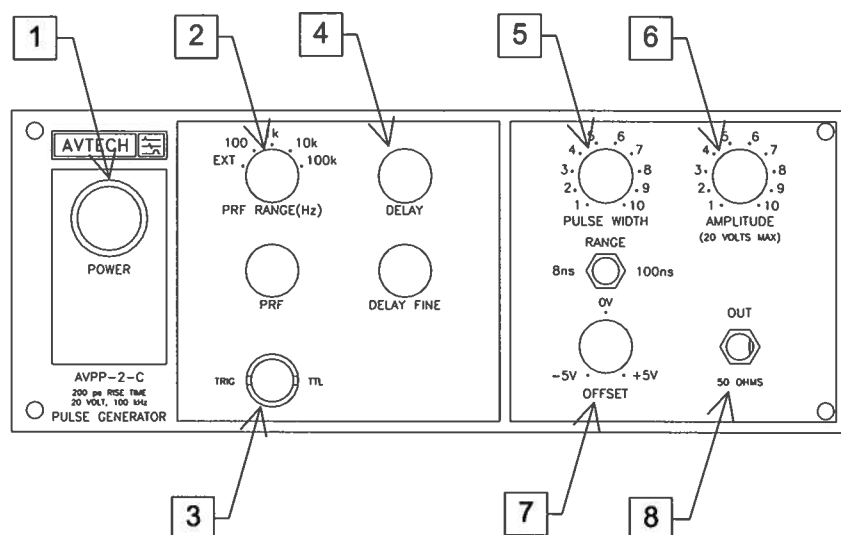 1
2
4
5
6
AVTECH
POWER
AVPP-2-C
200 ps RISE TIME
20 VOLT, 100 kHz
PULSE GENERATOR
EXT 100 1k 10k 100k
PRF RANGE(Hz)
DELAY
PRF
DELAY FINE
TRIG TTL
1 2 3 4 5 6 7 8 9 10
PULSE WIDTH
RANGE
8ns 100ns
0V
-5V +5V
OFFSET
1 2 3 4 5 6 7 8 9 10
AMPLITUDE
(20 VOLTS MAX)
OUT
50 OHMS
3
7
8